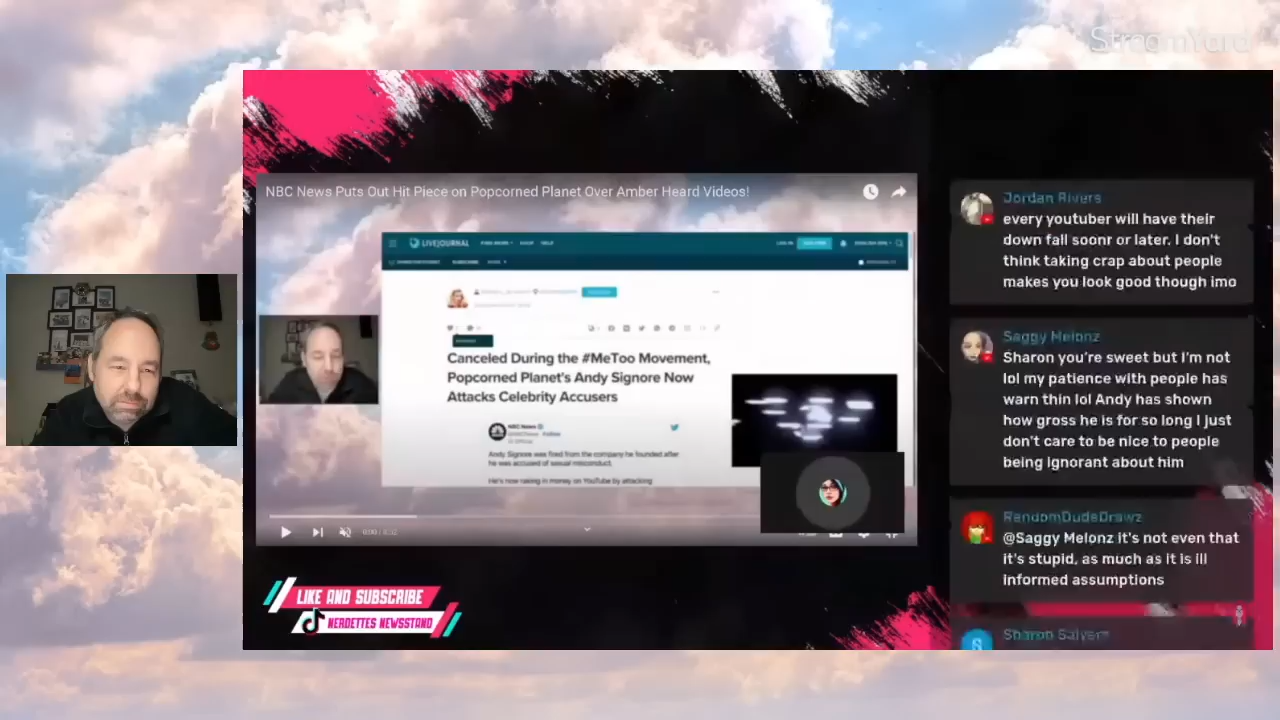 StreamYard
NBC News Puts Out Hit Piece on Popcorned Planet Over Amber Heard Videos!
LIVEJOURNAL
HELP
Canceled During the #MeToo Movement,
Popcorned Planet's Andy Signore Now
Attacks Celebrity Accusers
NBC News
Andy Signore was fired from the company he founded after
he was accused of sexual misconduct.
He's now raking in money on YouTube by attacking
LIKE AND SUBSCRIBE
NERDETTES NEWSSTAND
Jordan Rivers
every youtuber will have their
down fall soonr or later. I don't
think taking crap about people
makes you look good though imo
Saggy Melonz
Sharon you're sweet but I'm not
lol my patience with people has
warn thin lol Andy has shown
how gross he is for so long I just
don't care to be nice to people
being ignorant about him
RandomDudeDrawz
@Saggy Melonz it's not even that
it's stupid, as much as it is ill
informed assumptions
S
Sharon Salyers